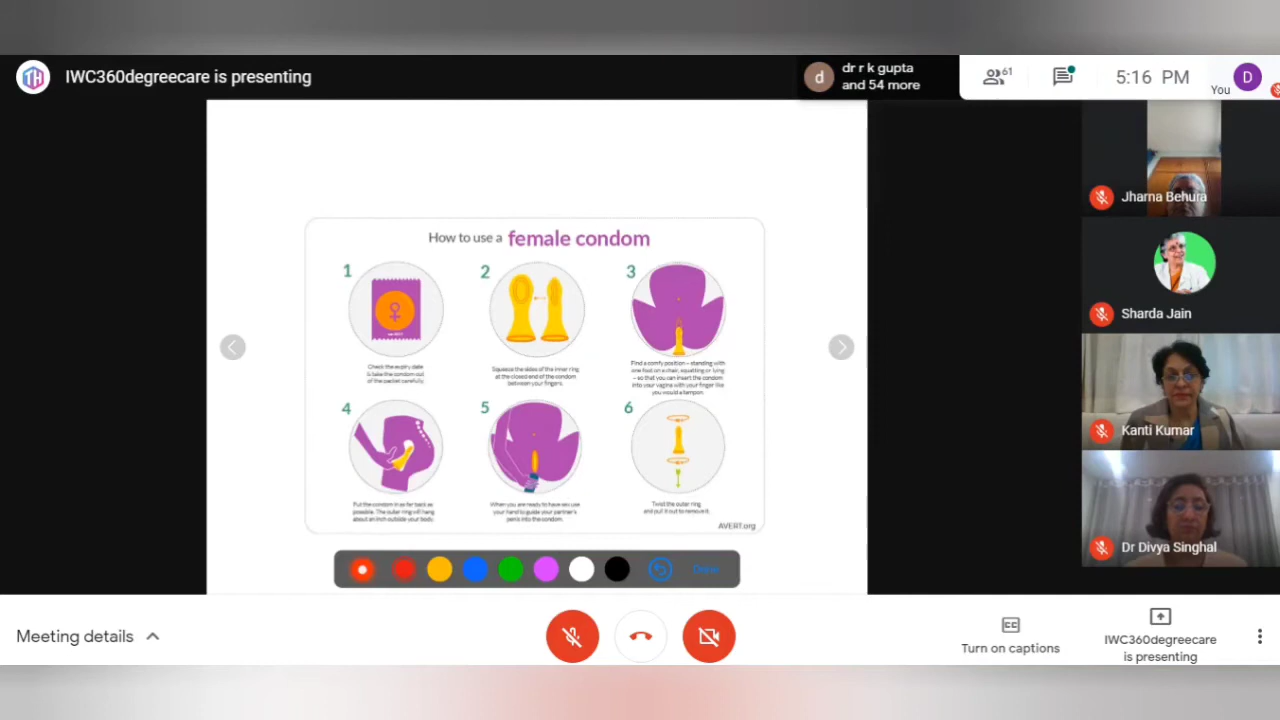 IWC360degreecare is presenting
d
dr r k gupta
and 54 more
61
5:16 PM
You
D
Jharna Behura
Sharda Jain
Kanti Kumar
Dr Divya Singhal
How to use a female condom
1
2
3
Check the expiry date
& take the condom out
of the packet carefully.
Squeeze the sides of the inner ring
at the closed end of the condom
between your fingers.
Find a comfy position – standing with
one foot on a chair, squatting or lying
– so that you can insert the condom
into your vagina with your finger like
you would a tampon.
4
5
6
Put the condom in as far back as
possible. The outer ring will hang
about an inch outside your body.
When you are ready to have sex use
your hand to guide your partner's
penis into the condom.
Twist the outer ring
and pull it out to remove it.
AVERT.org
Done
Meeting details
CC
Turn on captions
IWC360degreecare
is presenting